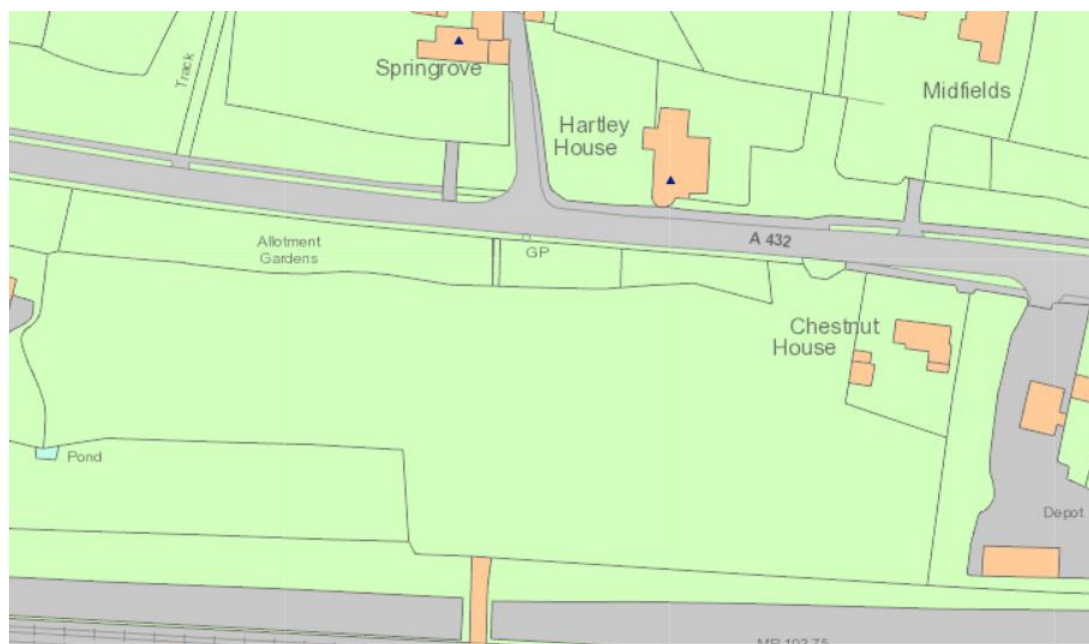 Track
Springrove
Hartley
House
Midfields
Allotment
Gardens
GP
A 432
Chestnut
House
Pond
Depot